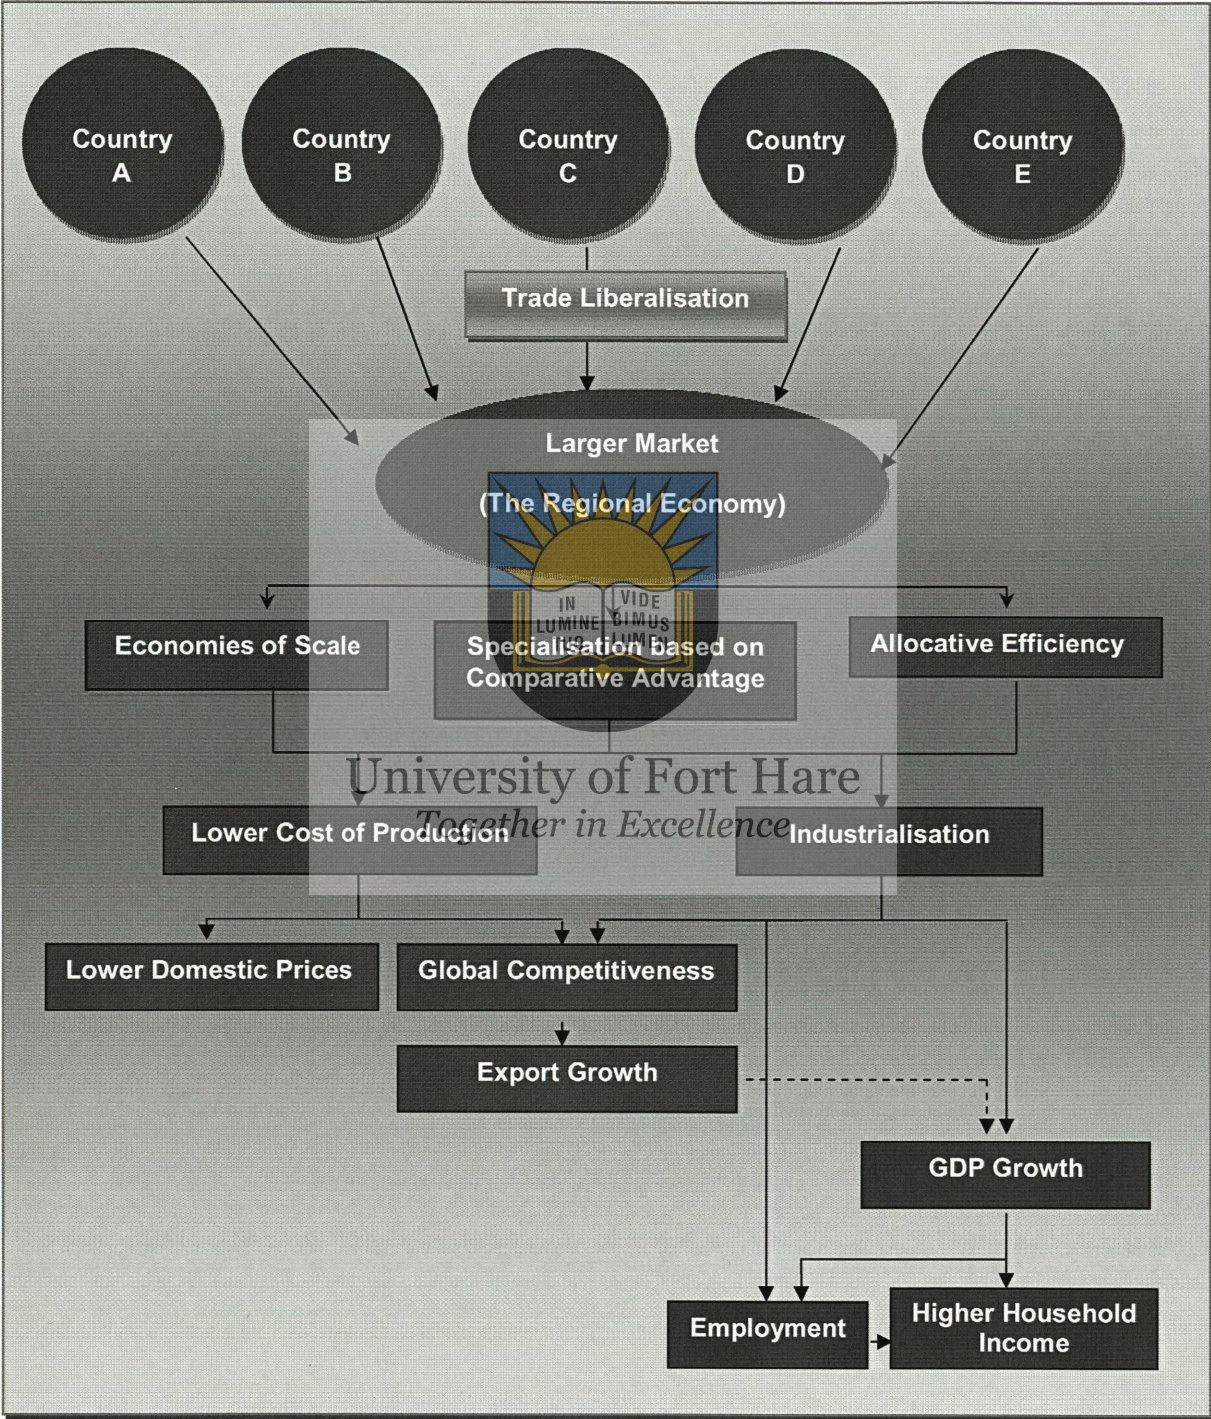 Country
A
Country
B
Country
C
Country
D
Country
E
Trade Liberalisation
Larger Market
(The Regional Economy)
IN
LUMINE
VIDE
BIMUS
LUMEN
Economies of Scale
Specialisation based on
Comparative Advantage
Allocative Efficiency
University of Fort Hare
Together in Excellence
Lower Cost of Production
Industrialisation
Lower Domestic Prices
Global Competitiveness
Export Growth
GDP Growth
Employment
Higher Household
Income